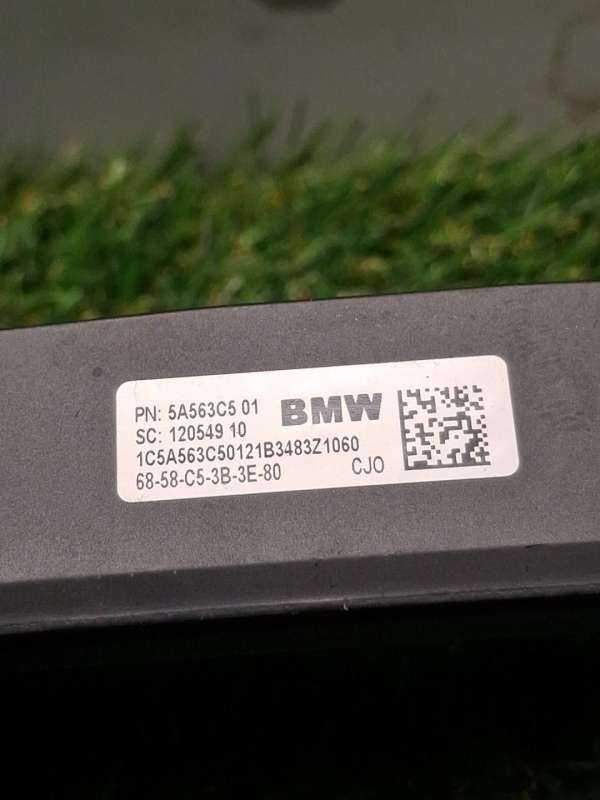 PN: 5A563C5 01 BMW
SC: 120549 10
1C5A563C50121B3483Z1060
68-58-C5-3B-3E-80 CJO